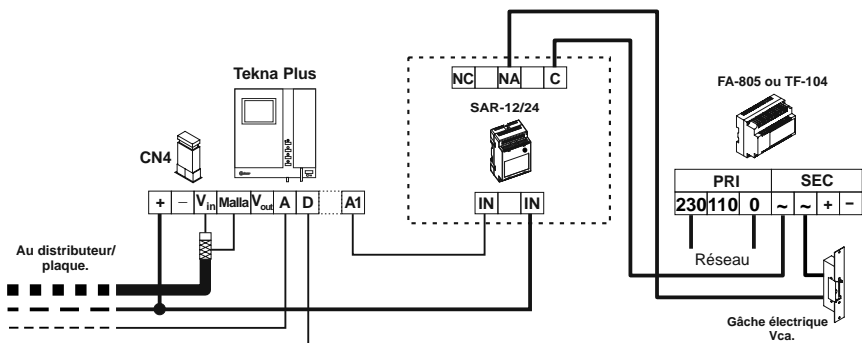 NC NA C
Tekna Plus
SAR-12/24
FA-805 ou TF-104
CN4
PRI SEC
230 110 0 ~ ~ + −
+ − Vin Malla Vout A D A1
IN IN
Au distributeur/
plaque.
Réseau
Gâche électrique
Vca.